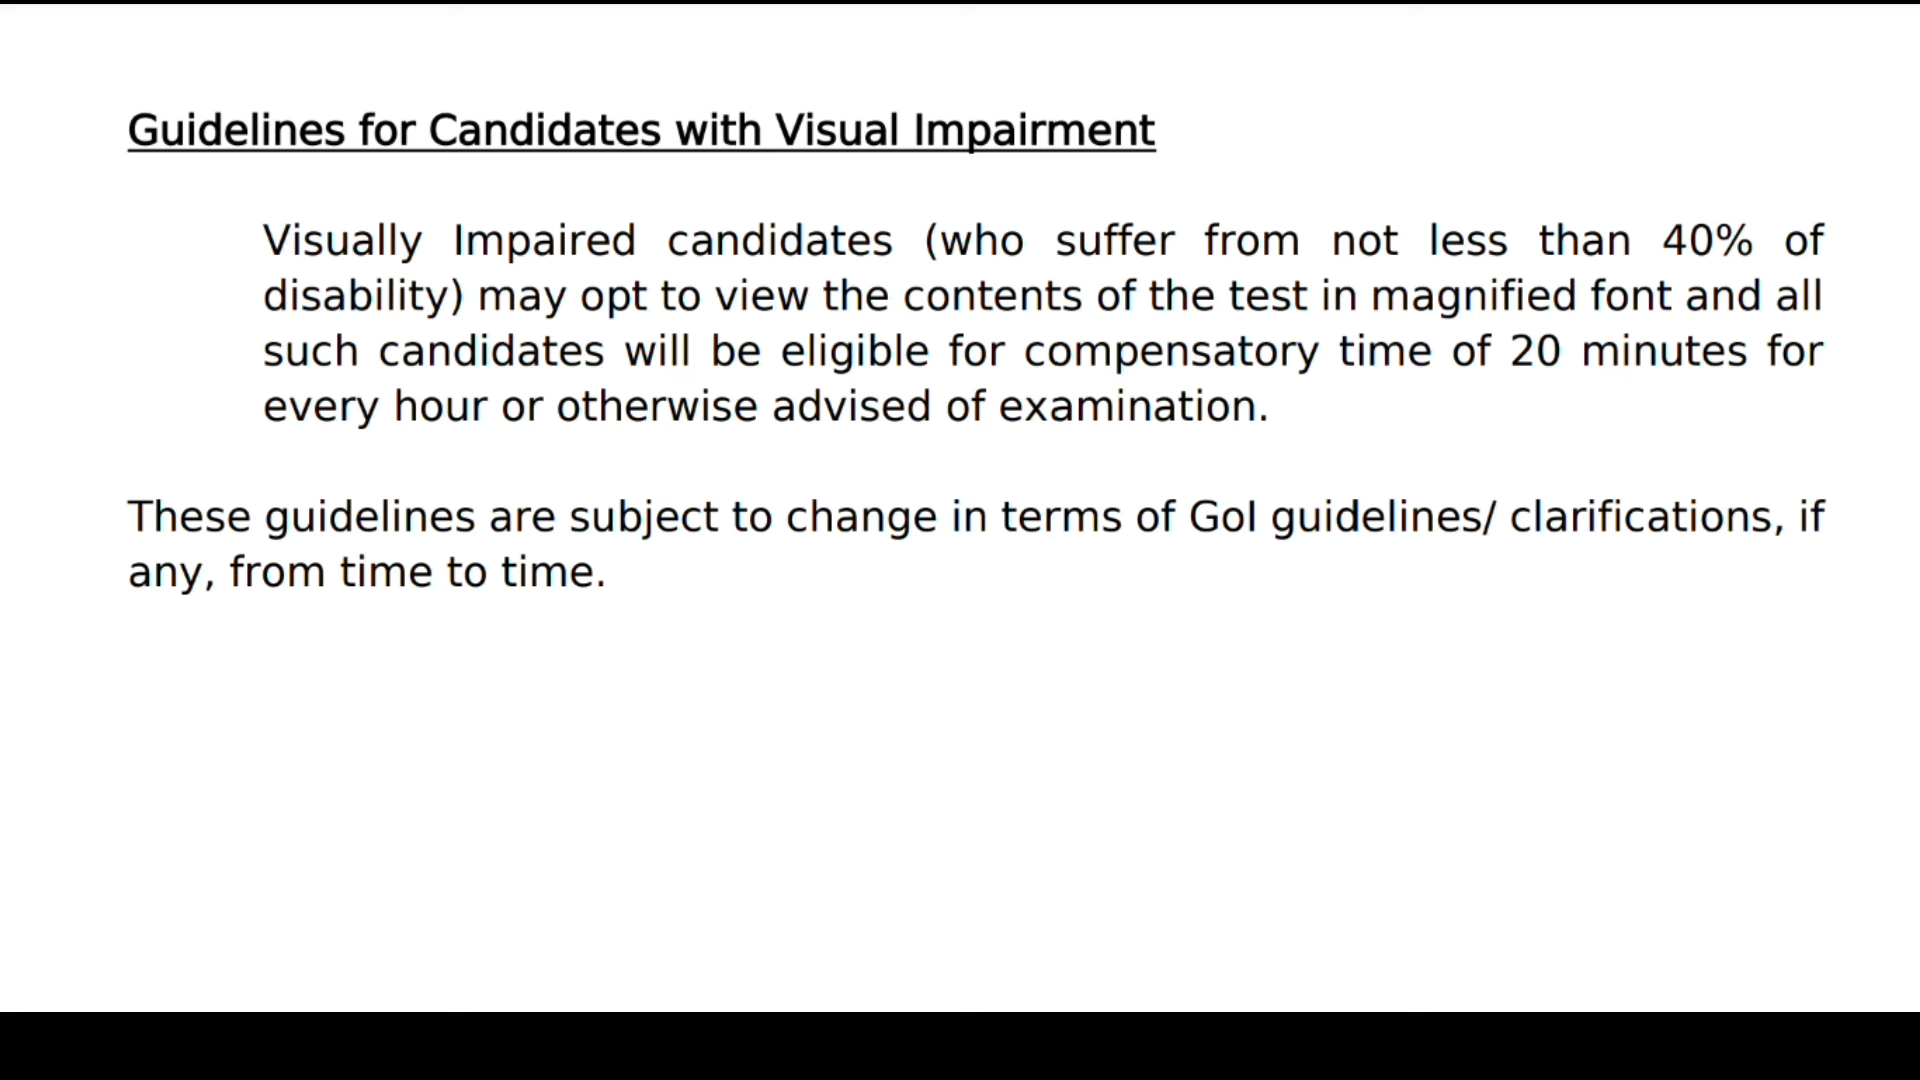 Guidelines for Candidates with Visual Impairment
Visually Impaired candidates (who suffer from not less than 40% of
disability) may opt to view the contents of the test in magnified font and all
such candidates will be eligible for compensatory time of 20 minutes for
every hour or otherwise advised of examination.
These guidelines are subject to change in terms of GoI guidelines/ clarifications, if
any, from time to time.